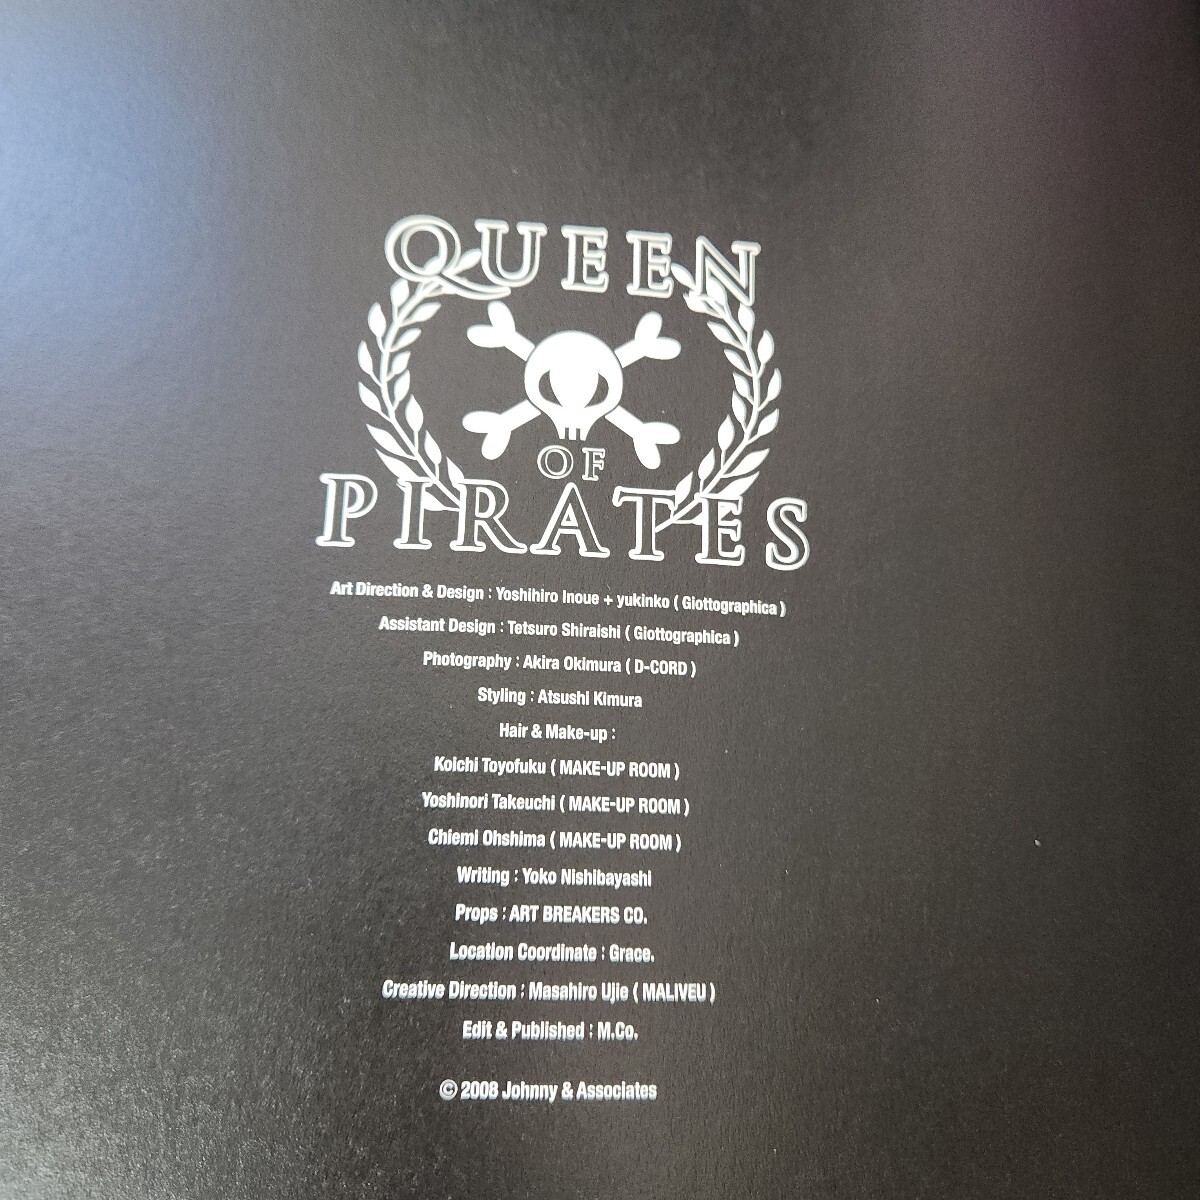 QUEEN
OF
PIRATES
Art Direction & Design : Yoshihiro Inoue + yukinko ( Giottographica )
Assistant Design : Tetsuro Shiraishi ( Giottographica )
Photography : Akira Okimura ( D-CORD )
Styling : Atsushi Kimura
Hair & Make-up :
Koichi Toyofuku ( MAKE-UP ROOM )
Yoshinori Takeuchi ( MAKE-UP ROOM )
Chiemi Ohshima ( MAKE-UP ROOM )
Writing : Yoko Nishibayashi
Props : ART BREAKERS CO.
Location Coordinate : Grace.
Creative Direction : Masahiro Ujie ( MALIVEU )
Edit & Published : M.Co.
© 2008 Johnny & Associates